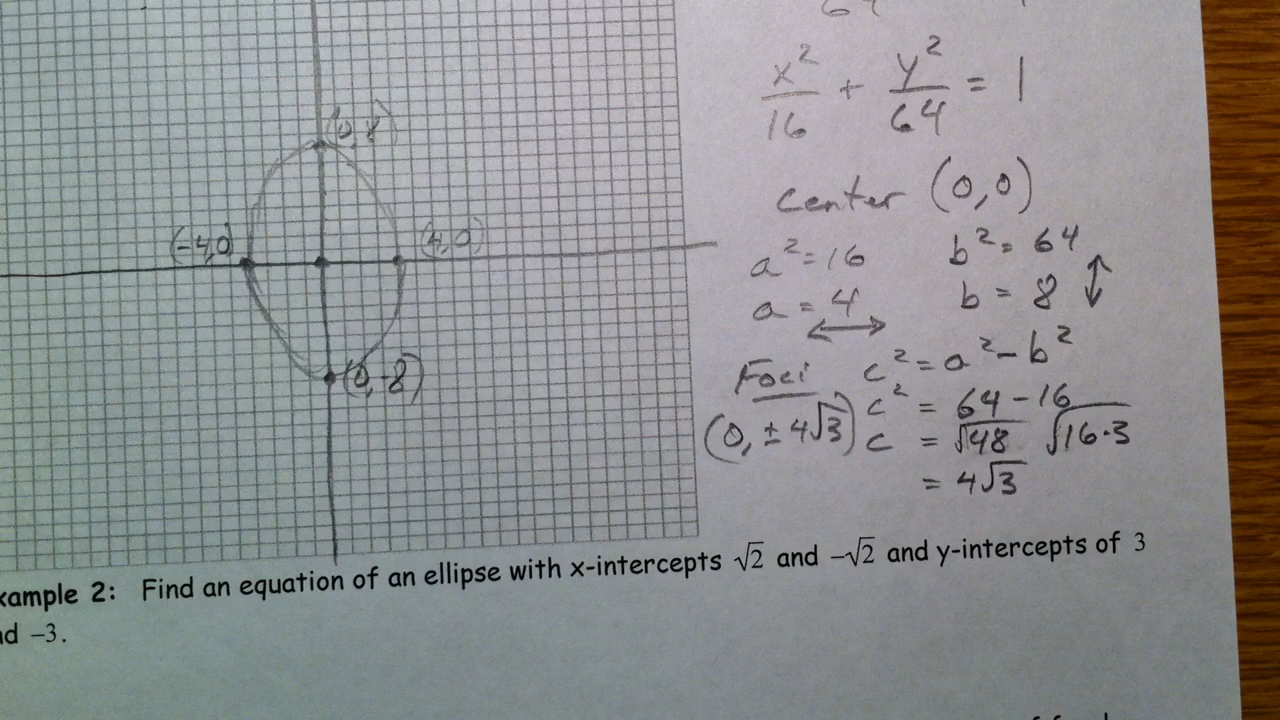 x²/16 + y²/64 = 1
Center (0,0)
a² = 16 b² = 64
a = 4 b = 8
Foci c² = a² - b²
(0, ±4√3) c² = 64 - 16
c = √48 √16·3
= 4√3
(0,8)
(-4,0) (4,0)
(0,-8)
xample 2: Find an equation of an ellipse with x-intercepts √2 and -√2 and y-intercepts of 3
nd -3.